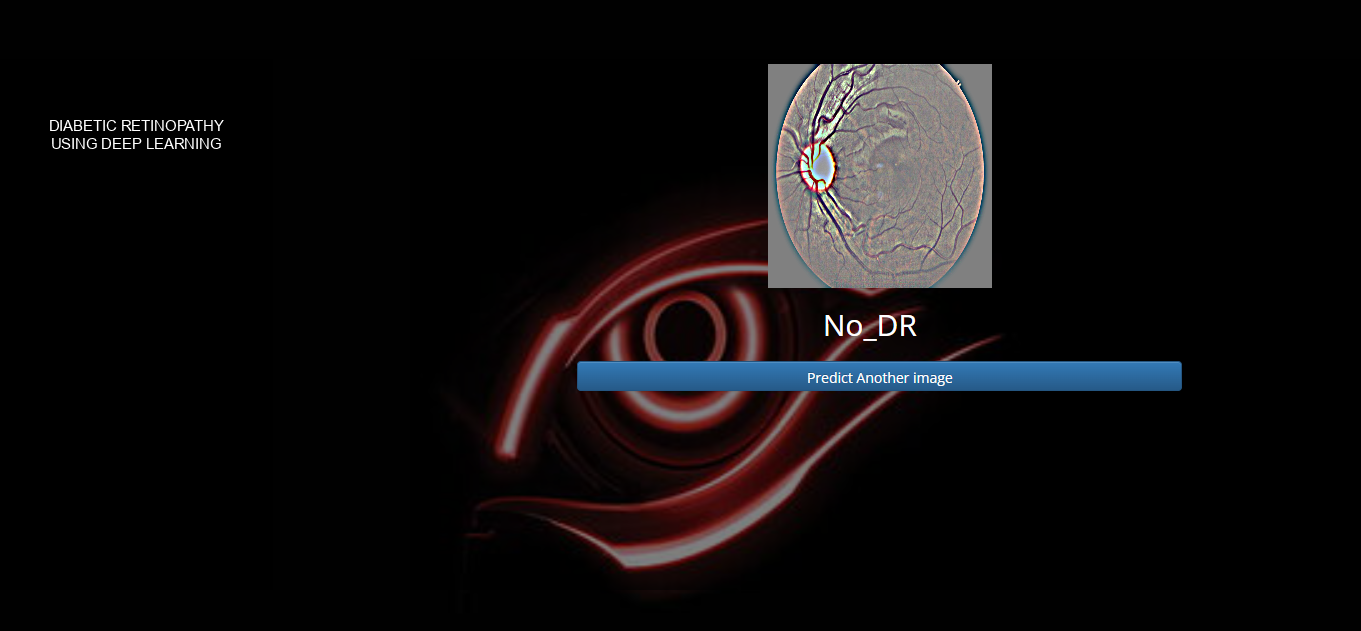 DIABETIC RETINOPATHY
USING DEEP LEARNING
No_DR
Predict Another image